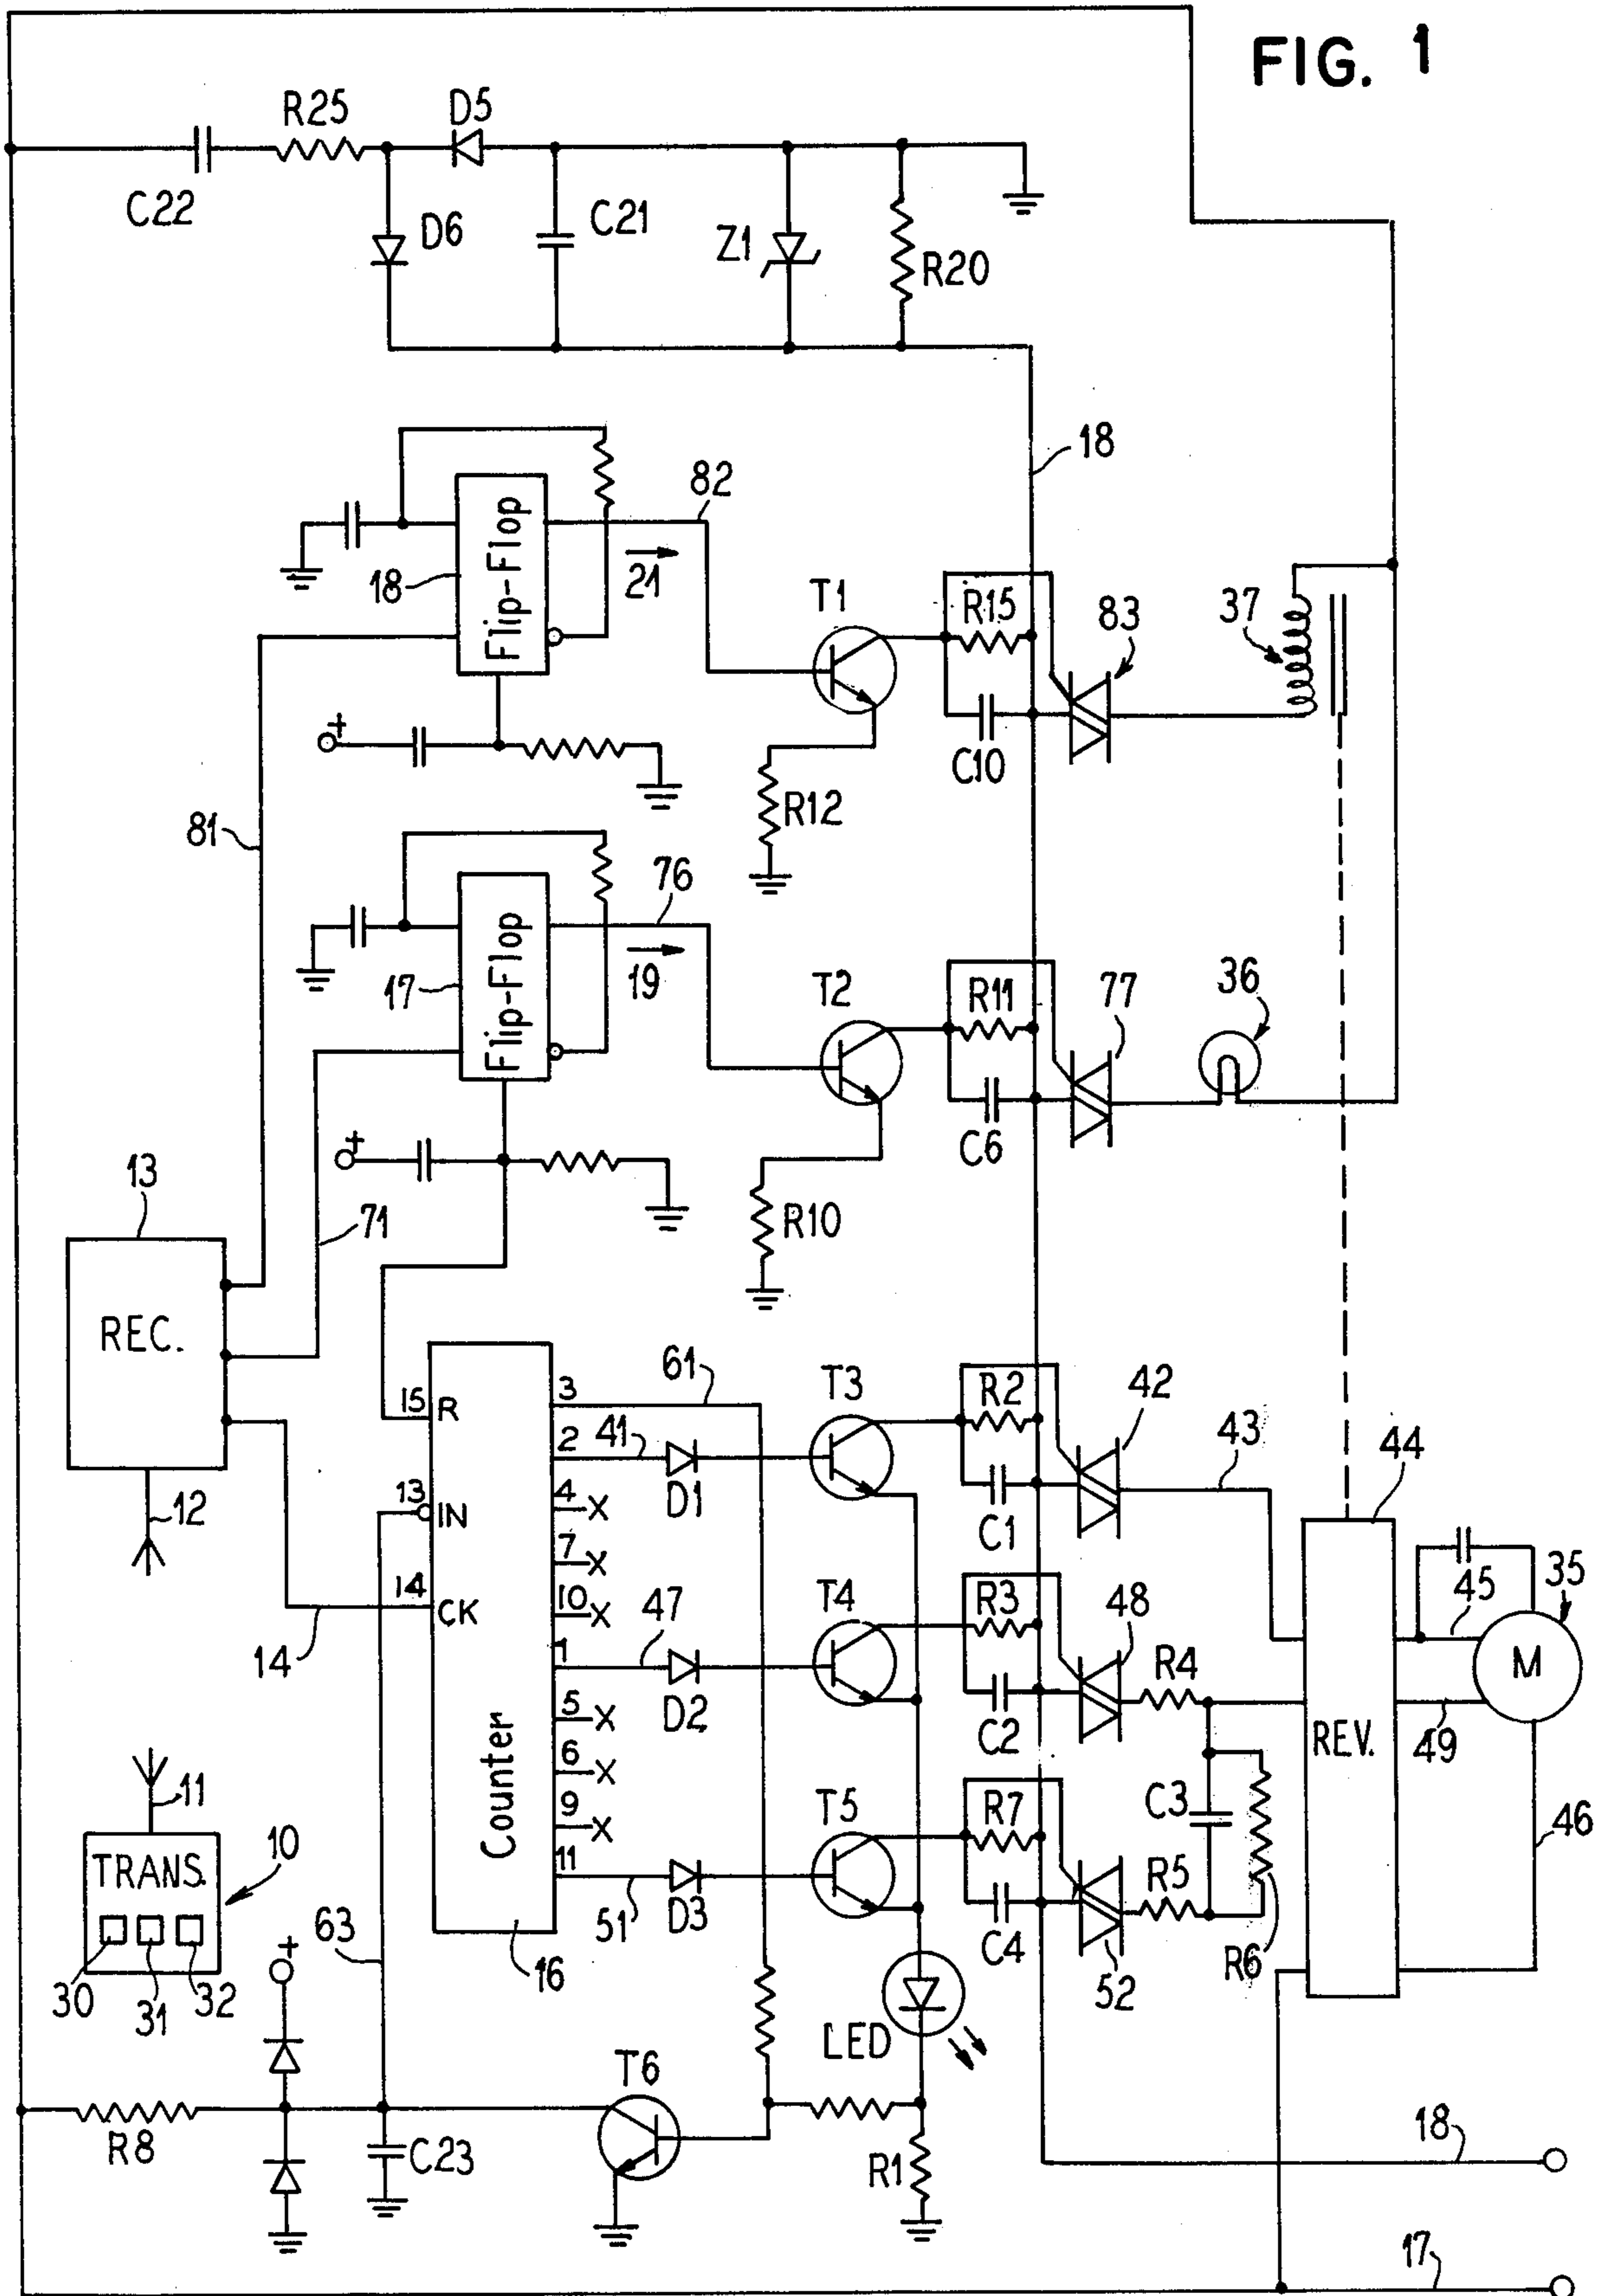 FIG. 1
R25
D5
C22
D6
C21
Z1
R20
18
82
Flip-Flop
18
21
T1
R15
83
37
+
C10
R12
81
76
Flip-Flop
17
19
T2
R11
77
36
C6
+
13
71
R10
REC.
61
T3
R2
42
15
R
3
43
44
2
41
D1
13
IN
4
X
12
C1
7
X
35
14
CK
10
X
47
T4
R3
48
45
14
1
R4
M
D2
C2
5
X
REV.
49
Counter
6
X
T5
R7
C3
11
9
X
46
10
TRANS.
11
R5
51
D3
C4
63
R6
30
31
32
16
52
+
LED
T6
R8
C23
R1
18
17